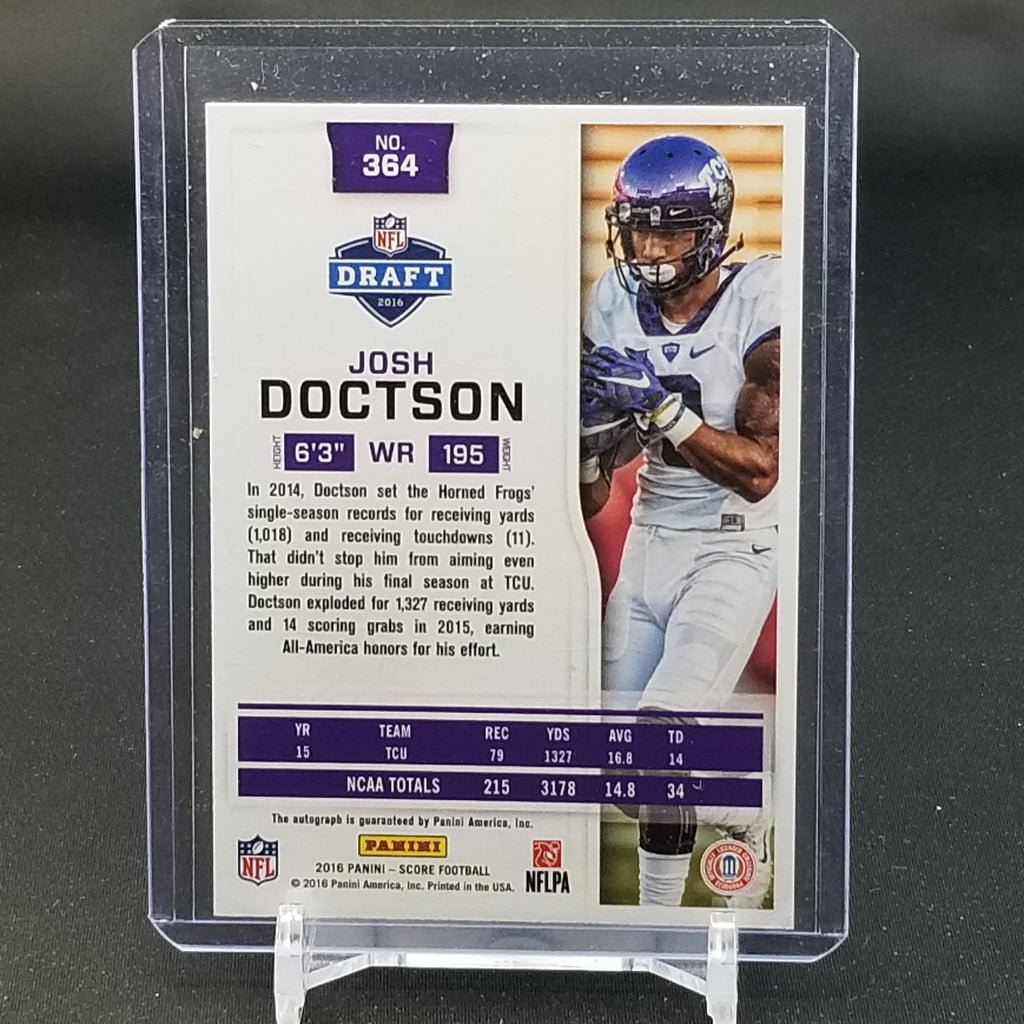 NO.
364
NFL
DRAFT
2016
JOSH
DOCTSON
HEIGHT 6'3" WR 195 WEIGHT
In 2014, Doctson set the Horned Frogs'
single-season records for receiving yards
(1,018) and receiving touchdowns (11).
That didn't stop him from aiming even
higher during his final season at TCU.
Doctson exploded for 1,327 receiving yards
and 14 scoring grabs in 2015, earning
All-America honors for his effort.
YR TEAM REC YDS AVG TD
15 TCU 79 1327 16.8 14
NCAA TOTALS 215 3178 14.8 34
The autograph is guaranteed by Panini America, Inc.
PANINI
2016 PANINI – SCORE FOOTBALL
© 2016 Panini America, Inc. Printed in the USA.
NFL
NFLPA
OFFICIALLY LICENSED COLLEGIATE PRODUCTS
TCU